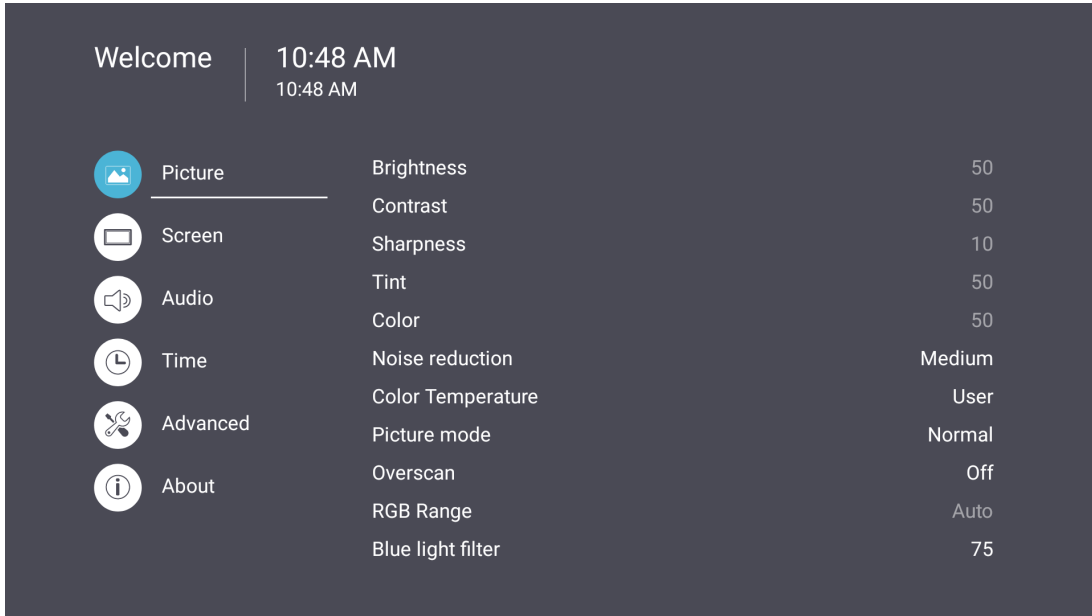 Welcome
10:48 AM
10:48 AM
Picture
Screen
Audio
Time
Advanced
About
Brightness 50
Contrast 50
Sharpness 10
Tint 50
Color 50
Noise reduction Medium
Color Temperature User
Picture mode Normal
Overscan Off
RGB Range Auto
Blue light filter 75